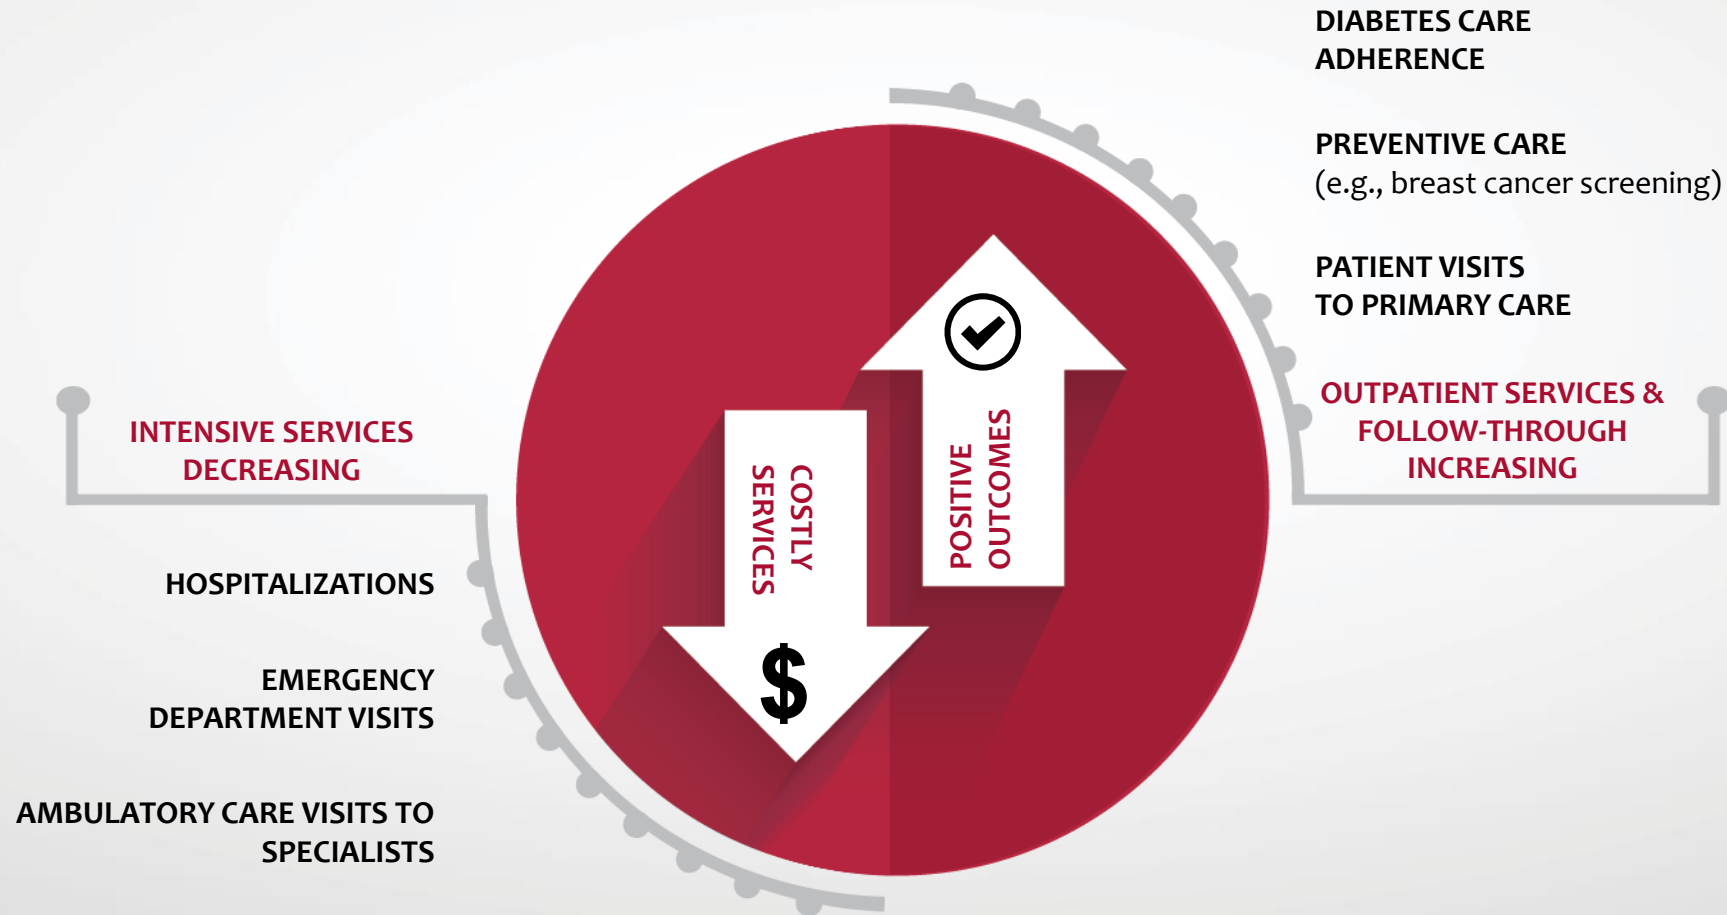 DIABETES CARE
ADHERENCE
PREVENTIVE CARE
(e.g., breast cancer screening)
PATIENT VISITS
TO PRIMARY CARE
OUTPATIENT SERVICES &
FOLLOW-THROUGH
INCREASING
POSITIVE
OUTCOMES
COSTLY
SERVICES
$
INTENSIVE SERVICES
DECREASING
HOSPITALIZATIONS
EMERGENCY
DEPARTMENT VISITS
AMBULATORY CARE VISITS TO
SPECIALISTS